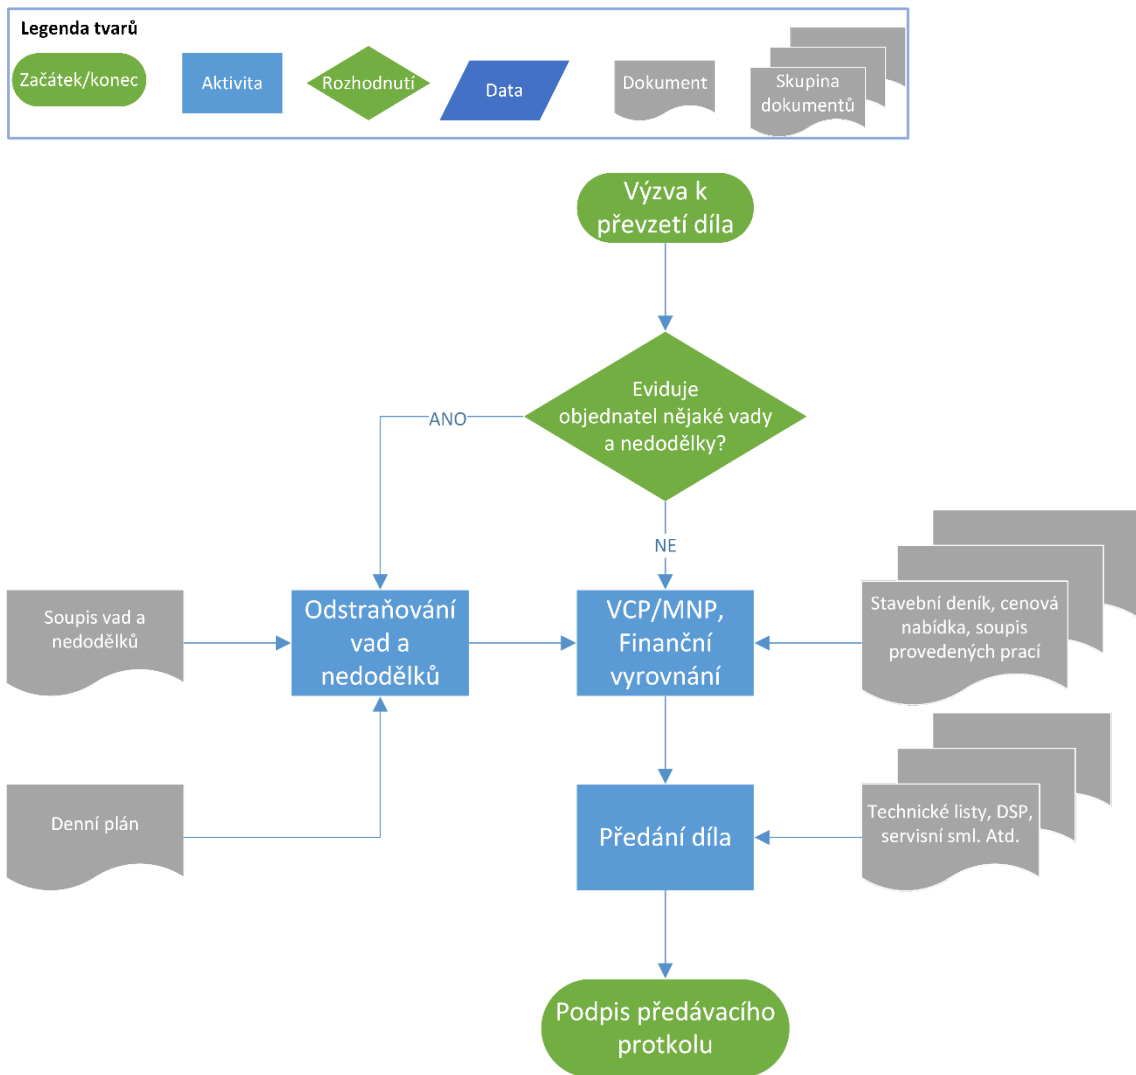 Legenda tvarů
Začátek/konec
Aktivita
Rozhodnutí
Data
Dokument
Skupina
dokumentů
Výzva k
převzetí díla
Eviduje
objednatel nějaké vady
a nedodělky?
ANO
NE
Soupis vad a
nedodělků
Odstraňování
vad a
nedodělků
VCP/MNP,
Finanční
vyrovnání
Stavební deník, cenová
nabídka, soupis
provedených prací
Denní plán
Předání díla
Technické listy, DSP,
servisní sml. Atd.
Podpis předávacího
protkolu